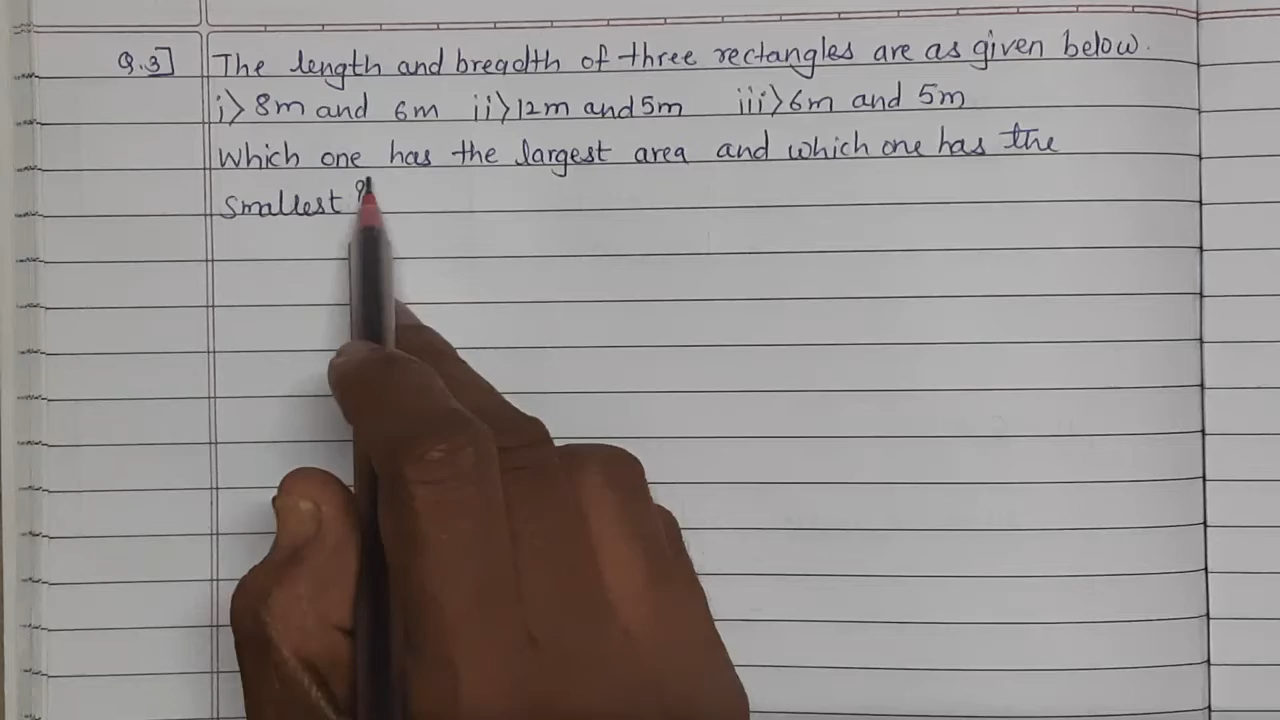 Q.3] The length and breadth of three rectangles are as given below.
i) 8m and 6m ii) 12m and 5m iii) 6m and 5m
Which one has the largest area and which one has the
smallest ?